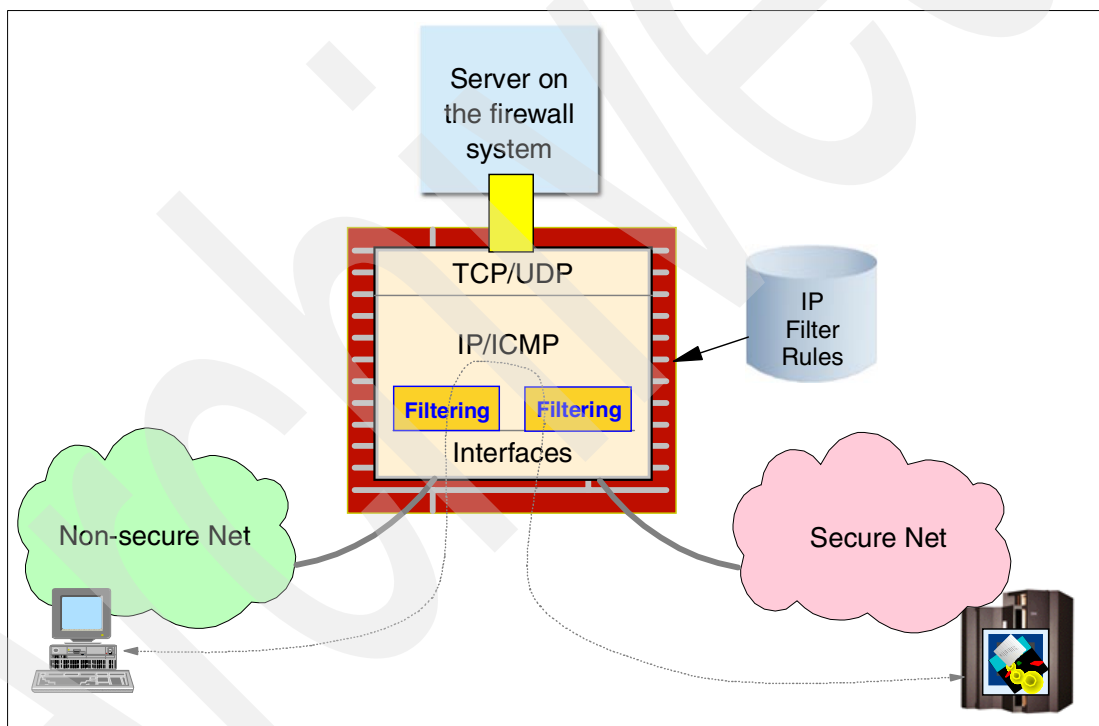 Server on
the firewall
system
TCP/UDP
IP/ICMP
IP
Filter
Rules
Filtering
Filtering
Interfaces
Non-secure Net
Secure Net